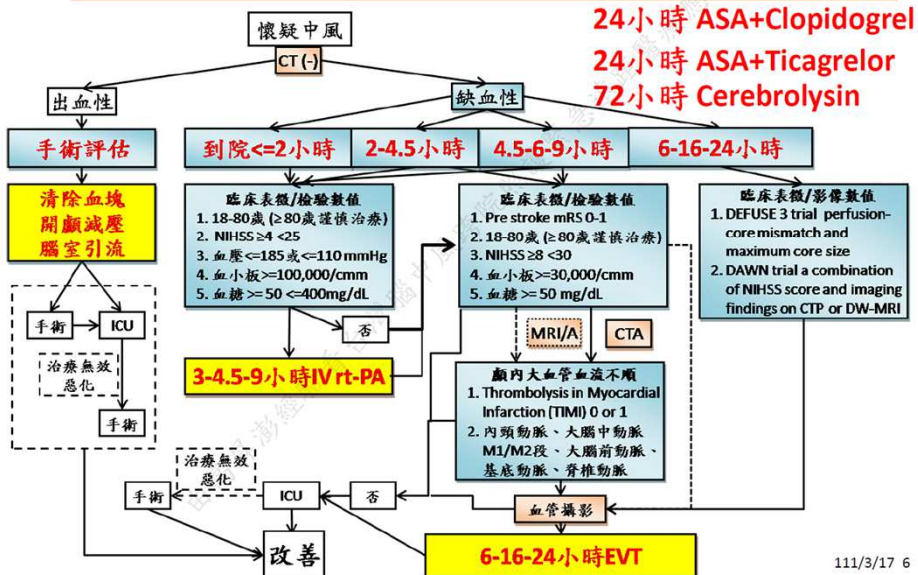 24小時 ASA+Clopidogrel
24小時 ASA+Ticagrelor
72小時 Cerebrolysin
懷疑中風
CT (-)
出血性
缺血性
手術評估
到院<=2小時
2-4.5小時
4.5-6-9小時
6-16-24小時
清除血塊
開顱減壓
腦室引流
臨床表徵/檢驗數值
1. 18-80歲 (≥80歲謹慎治療)
2. NIHSS ≥4 <25
3. 血壓<=185或<=110 mmHg
4. 血小板>=100,000/cmm
5. 血糖>= 50 <=400mg/dL
臨床表徵/檢驗數值
1. Pre stroke mRS 0-1
2. 18-80歲 (≥80歲謹慎治療)
3. NIHSS ≥8 <30
4. 血小板>=30,000/cmm
5. 血糖>= 50 mg/dL
臨床表徵/影像數值
1. DEFUSE 3 trial perfusion-
core mismatch and
maximum core size
2. DAWN trial a combination
of NIHSS score and imaging
findings on CTP or DW-MRI
手術
ICU
治療無效
惡化
手術
否
MRI/A
CTA
3-4.5-9小時IV rt-PA
顱內大血管血流不順
1. Thrombolysis in Myocardial
Infarction (TIMI) 0 or 1
2. 內頸動脈、大腦中動脈
M1/M2段、大腦前動脈、
基底動脈、脊椎動脈
治療無效
惡化
手術
ICU
否
血管攝影
改善
6-16-24小時EVT
111/3/17 6